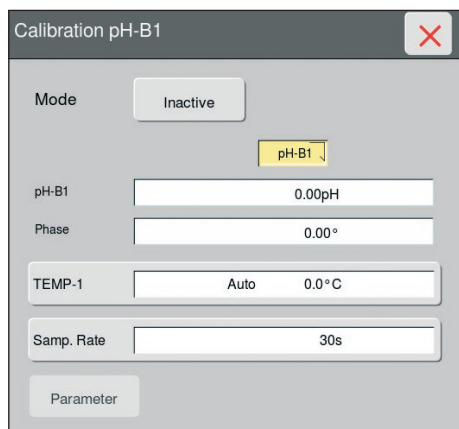 Calibration pH-B1
Mode Inactive
pH-B1
pH-B1 0.00pH
Phase 0.00°
TEMP-1 Auto 0.0°C
Samp. Rate 30s
Parameter